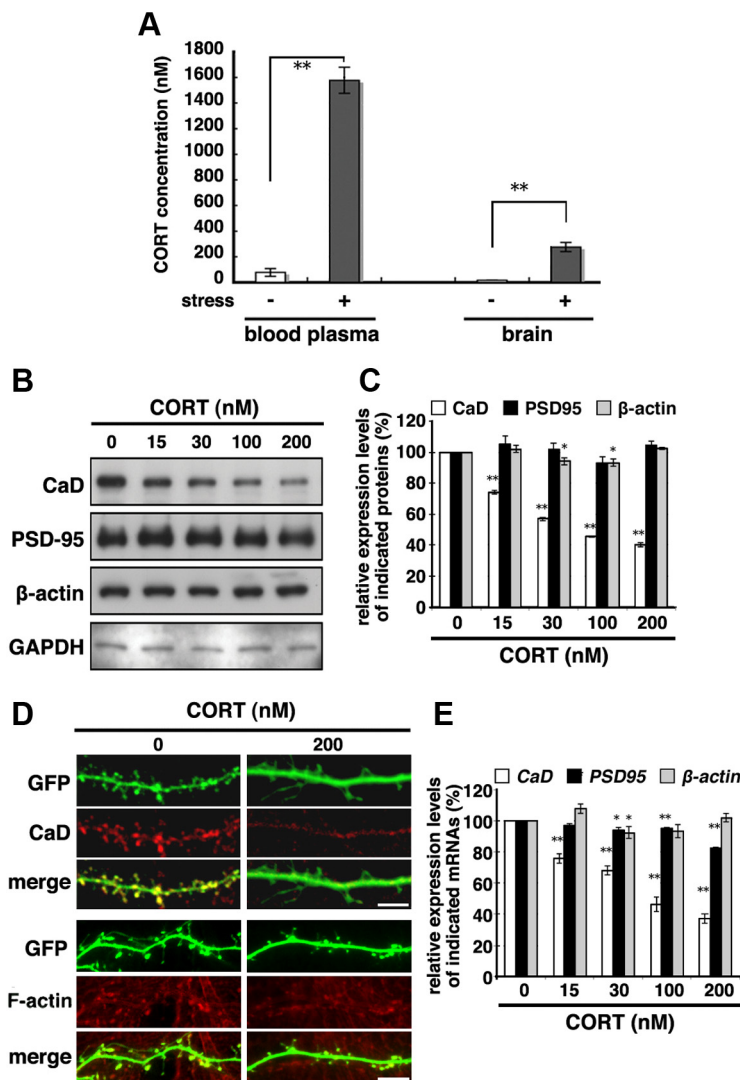 A
CORT concentration (nM)
1800
1600
1400
1200
1000
800
600
400
200
0
**
**
stress - + - +
blood plasma brain
B
CORT (nM)
0 15 30 100 200
CaD
PSD-95
β-actin
GAPDH
C
CaD PSD95 β-actin
relative expression levels
of indicated proteins (%)
120
100
80
60
40
20
0
**
**
*
**
*
**
0 15 30 100 200
CORT (nM)
D
CORT (nM)
0 200
GFP
CaD
merge
GFP
F-actin
merge
E
CaD PSD95 β-actin
relative expression levels
of indicated mRNAs (%)
120
100
80
60
40
20
0
**
**
* *
**
**
**
**
0 15 30 100 200
CORT (nM)